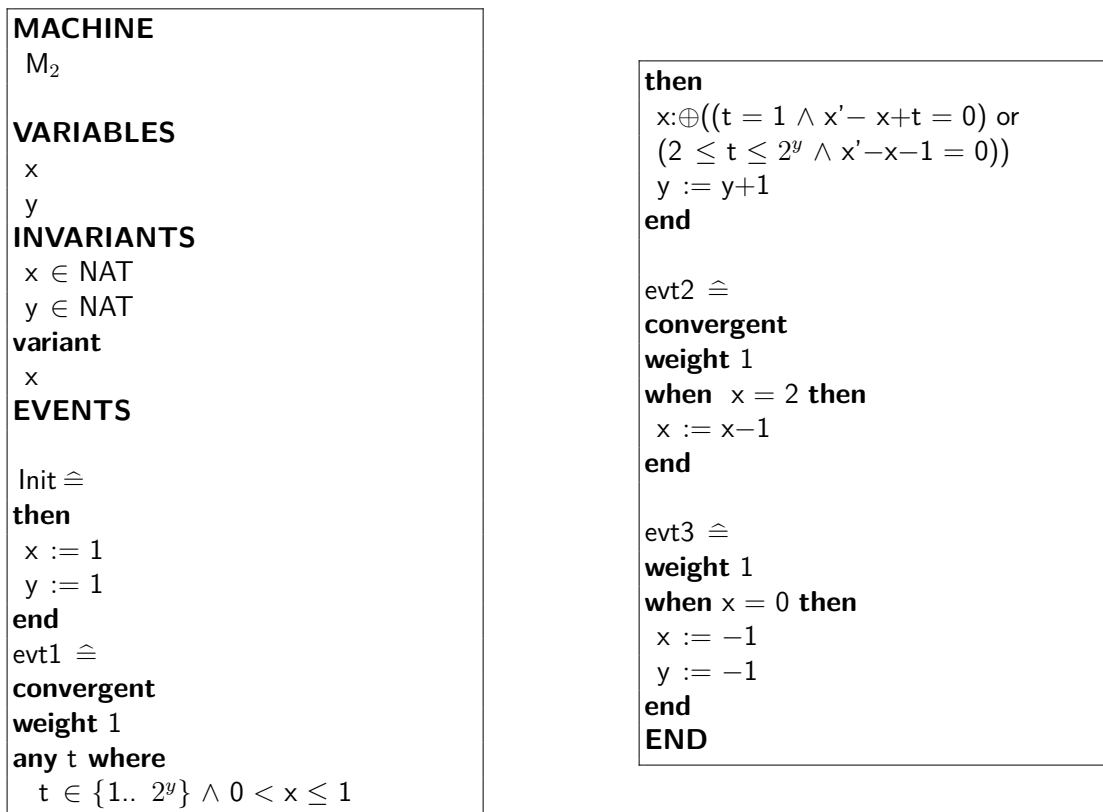 MACHINE
M₂
VARIABLES
x
y
INVARIANTS
x ∈ NAT
y ∈ NAT
variant
x
EVENTS
Init ≙
then
x := 1
y := 1
end
evt1 ≙
convergent
weight 1
any t where
t ∈ {1.. 2^y} ∧ 0 < x ≤ 1
then
x:⊕((t = 1 ∧ x'− x+t = 0) or
(2 ≤ t ≤ 2^y ∧ x'−x−1 = 0))
y := y+1
end
evt2 ≙
convergent
weight 1
when x = 2 then
x := x−1
end
evt3 ≙
weight 1
when x = 0 then
x := −1
y := −1
end
END